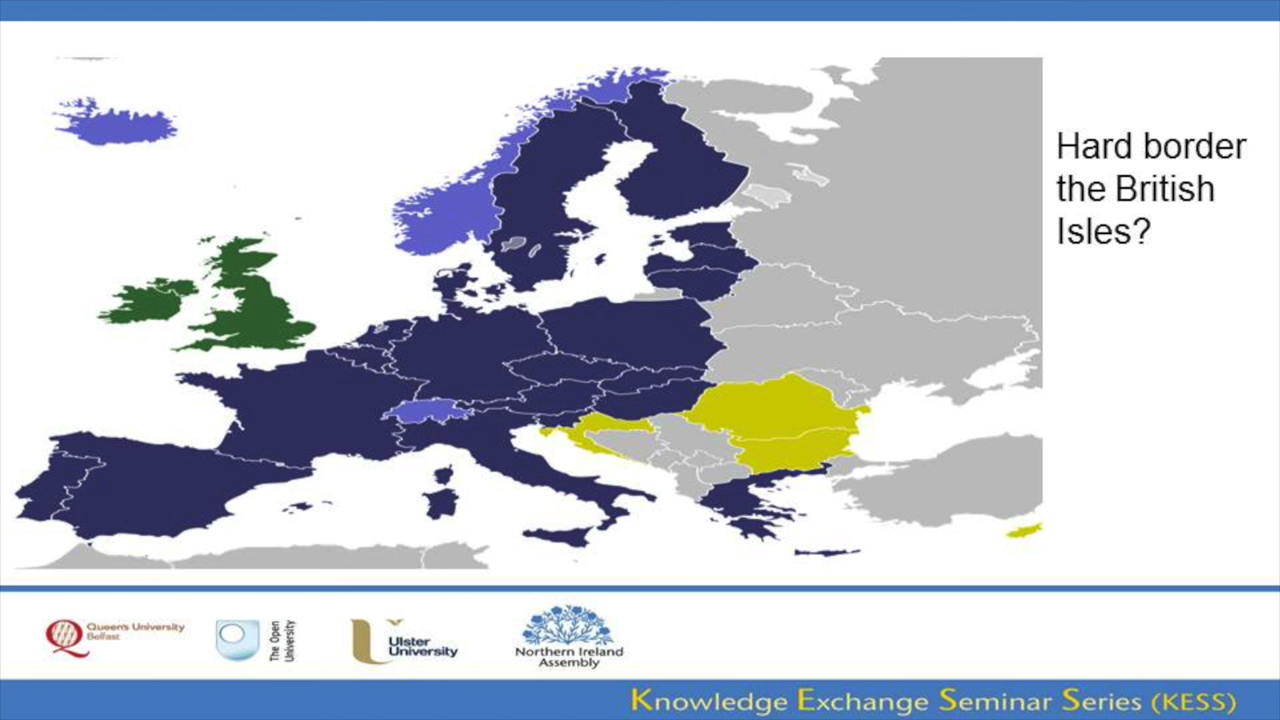 Hard border
the British
Isles?
Queen's University
Belfast
The Open
University
Ulster
University
Northern Ireland
Assembly
Knowledge Exchange Seminar Series (KESS)